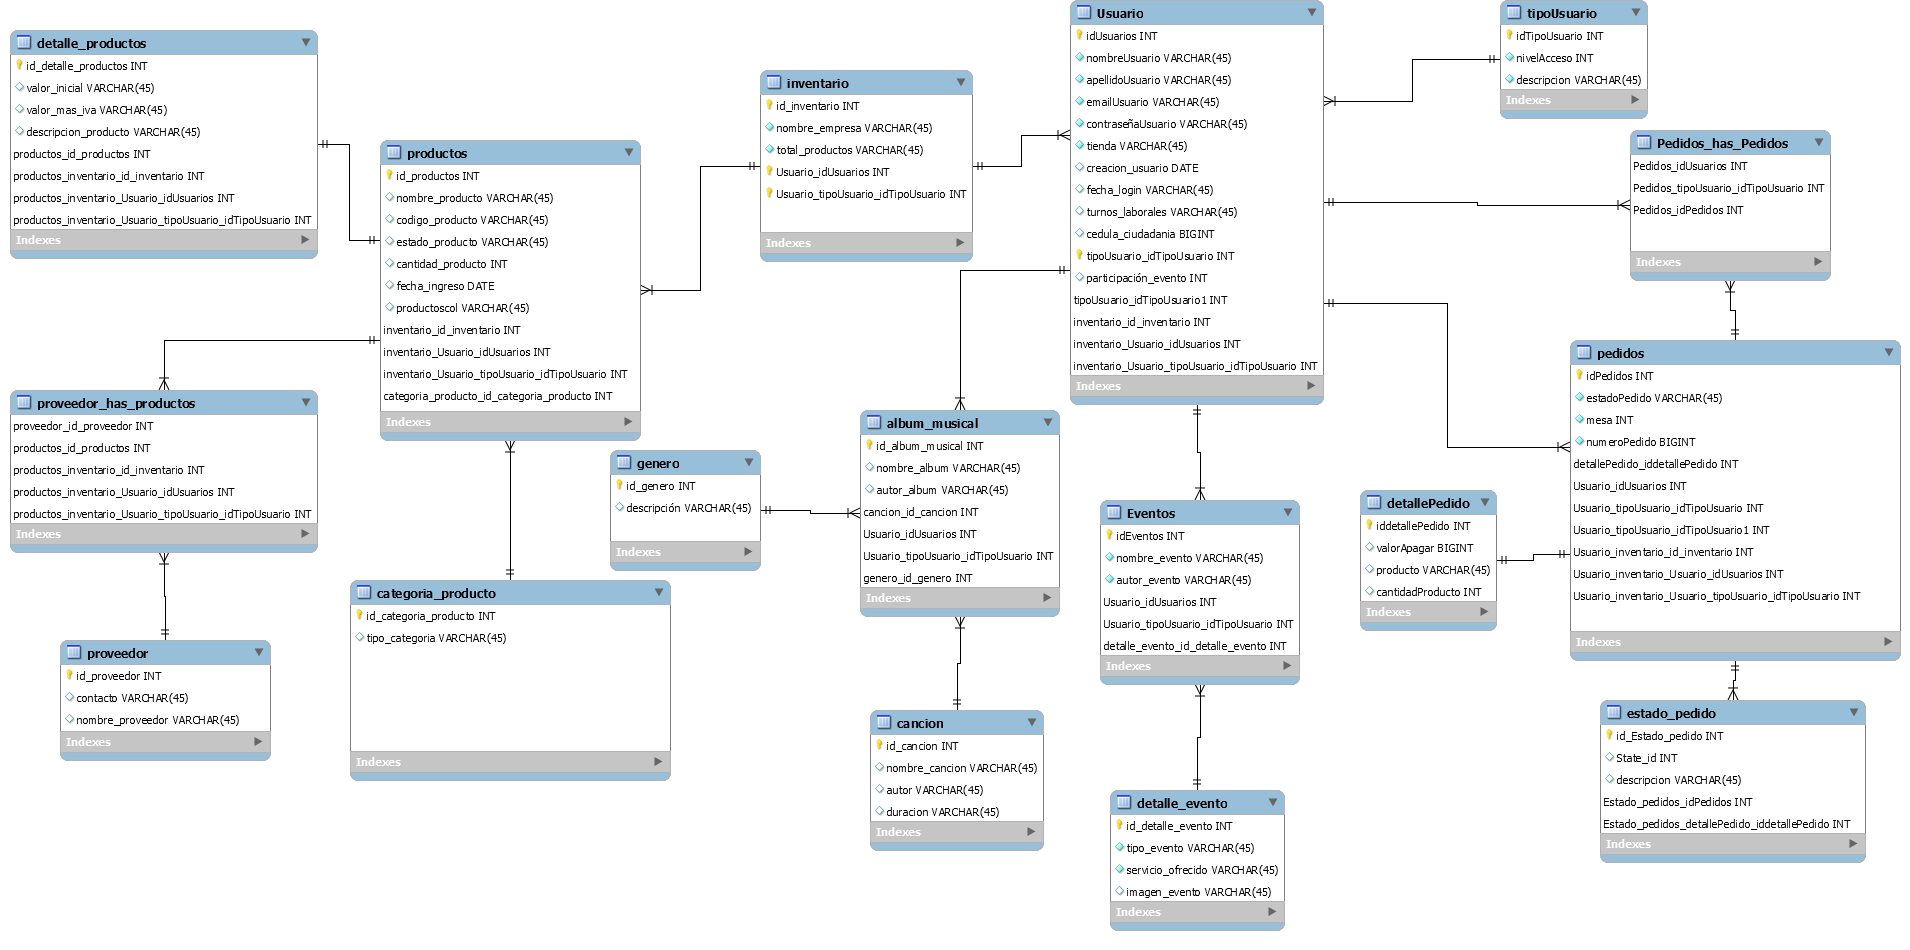 detalle_productos
id_detalle_productos INT
valor_inicial VARCHAR(45)
valor_mas_iva VARCHAR(45)
descripcion_producto VARCHAR(45)
productos_id_productos INT
productos_inventario_id_inventario INT
productos_inventario_Usuario_idUsuarios INT
productos_inventario_Usuario_tipoUsuario_idTipoUsuario INT
Indexes
productos
id_productos INT
nombre_producto VARCHAR(45)
codigo_producto VARCHAR(45)
estado_producto VARCHAR(45)
cantidad_producto INT
fecha_ingreso DATE
productoscol VARCHAR(45)
inventario_id_inventario INT
inventario_Usuario_idUsuarios INT
inventario_Usuario_tipoUsuario_idTipoUsuario INT
categoria_producto_id_categoria_producto INT
Indexes
inventario
id_inventario INT
nombre_empresa VARCHAR(45)
total_productos VARCHAR(45)
Usuario_idUsuarios INT
Usuario_tipoUsuario_idTipoUsuario INT
Indexes
Usuario
idUsuarios INT
nombreUsuario VARCHAR(45)
apellidoUsuario VARCHAR(45)
emailUsuario VARCHAR(45)
contraseñaUsuario VARCHAR(45)
tienda VARCHAR(45)
creacion_usuario DATE
fecha_login VARCHAR(45)
turnos_laborales VARCHAR(45)
cedula_ciudadania BIGINT
tipoUsuario_idTipoUsuario INT
participación_evento INT
tipoUsuario_idTipoUsuario1 INT
inventario_id_inventario INT
inventario_Usuario_idUsuarios INT
inventario_Usuario_tipoUsuario_idTipoUsuario INT
Indexes
tipoUsuario
idTipoUsuario INT
nivelAcceso INT
descripcion VARCHAR(45)
Indexes
Pedidos_has_Pedidos
Pedidos_idUsuarios INT
Pedidos_tipoUsuario_idTipoUsuario INT
Pedidos_idPedidos INT
Indexes
proveedor_has_productos
proveedor_id_proveedor INT
productos_id_productos INT
productos_inventario_id_inventario INT
productos_inventario_Usuario_idUsuarios INT
productos_inventario_Usuario_tipoUsuario_idTipoUsuario INT
Indexes
proveedor
id_proveedor INT
contacto VARCHAR(45)
nombre_proveedor VARCHAR(45)
Indexes
categoria_producto
id_categoria_producto INT
tipo_categoria VARCHAR(45)
Indexes
genero
id_genero INT
descripción VARCHAR(45)
Indexes
album_musical
id_album_musical INT
nombre_album VARCHAR(45)
autor_album VARCHAR(45)
cancion_id_cancion INT
Usuario_idUsuarios INT
Usuario_tipoUsuario_idTipoUsuario INT
genero_id_genero INT
Indexes
cancion
id_cancion INT
nombre_cancion VARCHAR(45)
autor VARCHAR(45)
duracion VARCHAR(45)
Indexes
Eventos
idEventos INT
nombre_evento VARCHAR(45)
autor_evento VARCHAR(45)
Usuario_idUsuarios INT
Usuario_tipoUsuario_idTipoUsuario INT
detalle_evento_id_detalle_evento INT
Indexes
detalle_evento
id_detalle_evento INT
tipo_evento VARCHAR(45)
servicio_ofrecido VARCHAR(45)
imagen_evento VARCHAR(45)
Indexes
detallePedido
iddetallePedido INT
valorApagar BIGINT
producto VARCHAR(45)
cantidadProducto INT
Indexes
pedidos
idPedidos INT
estadoPedido VARCHAR(45)
mesa INT
numeroPedido BIGINT
detallePedido_iddetallePedido INT
Usuario_idUsuarios INT
Usuario_tipoUsuario_idTipoUsuario INT
Usuario_tipoUsuario_idTipoUsuario1 INT
Usuario_inventario_id_inventario INT
Usuario_inventario_Usuario_idUsuarios INT
Usuario_inventario_Usuario_tipoUsuario_idTipoUsuario INT
Indexes
estado_pedido
id_Estado_pedido INT
State_id INT
descripcion VARCHAR(45)
Estado_pedidos_idPedidos INT
Estado_pedidos_detallePedido_iddetallePedido INT
Indexes